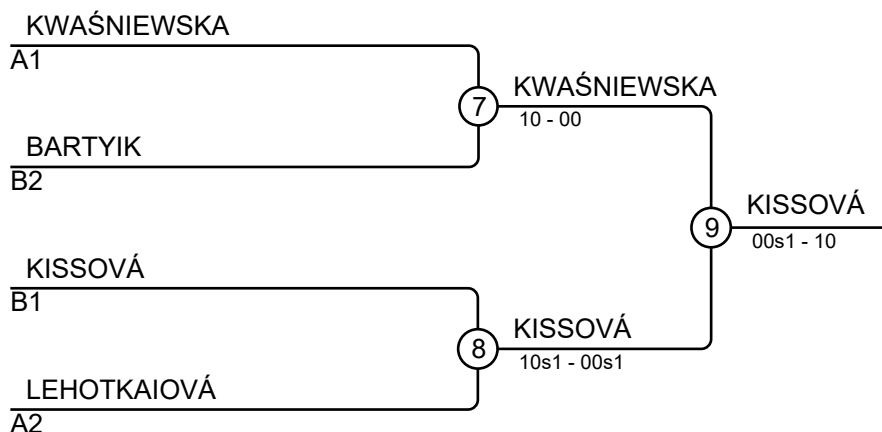 KWAŚNIEWSKA
A1
7
KWAŚNIEWSKA
10 - 00
BARTYIK
B2
9
KISSOVÁ
00s1 - 10
KISSOVÁ
B1
8
KISSOVÁ
10s1 - 00s1
LEHOTKAIOVÁ
A2